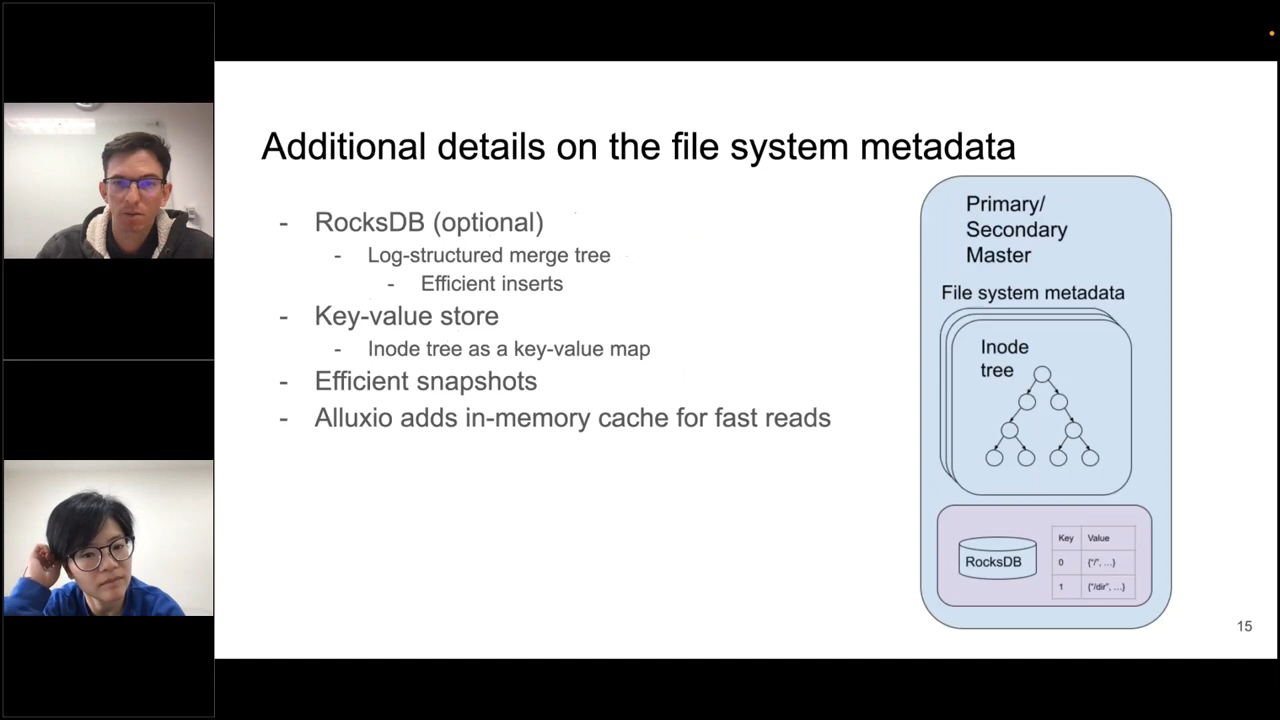 Additional details on the file system metadata
- RocksDB (optional)
- Log-structured merge tree
- Efficient inserts
- Key-value store
- Inode tree as a key-value map
- Efficient snapshots
- Alluxio adds in-memory cache for fast reads
Primary/
Secondary
Master
File system metadata
Inode
tree
RocksDB
Key Value
0 {"/", ...}
1 {"/dir", ...}
15